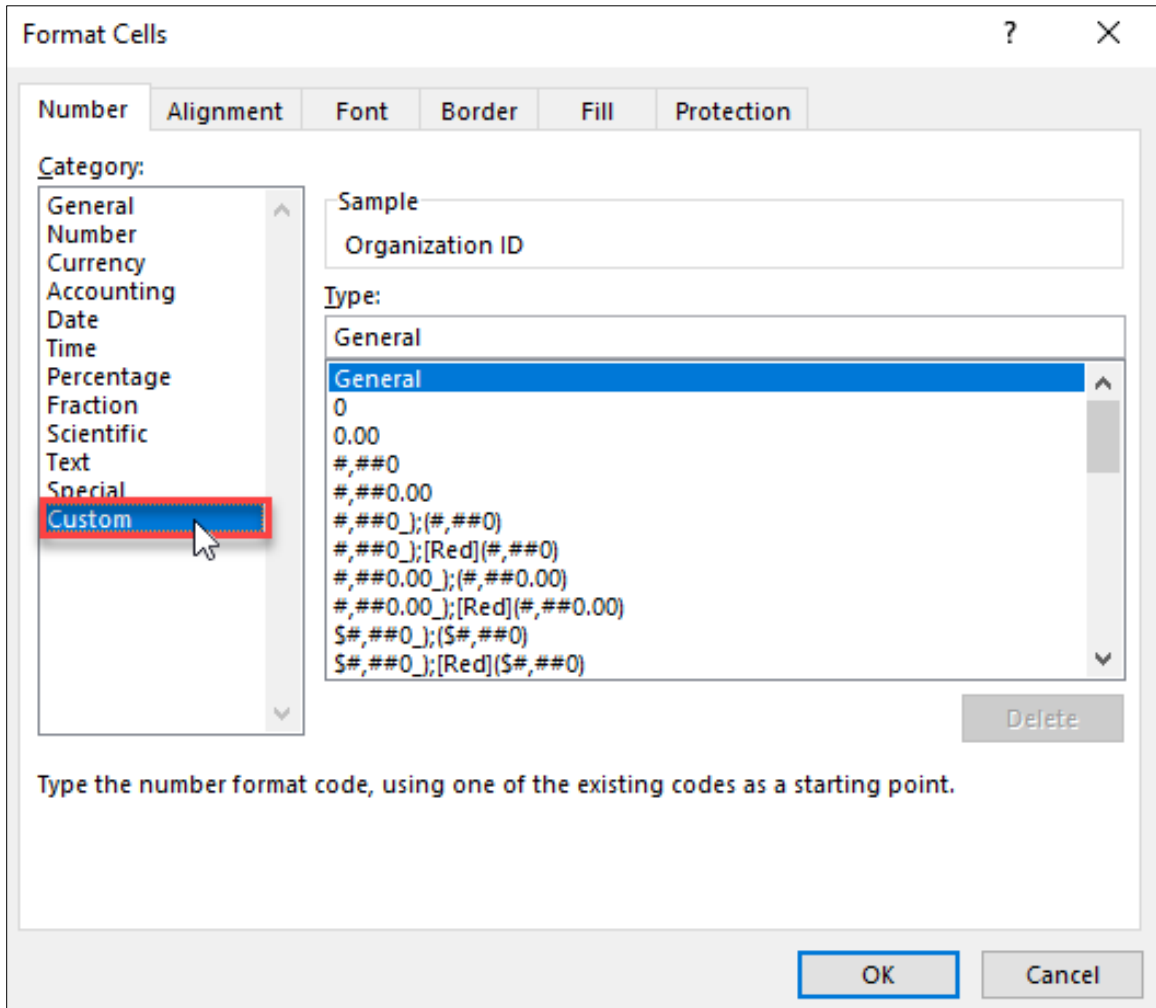 Format Cells
?
Number
Alignment
Font
Border
Fill
Protection
Category:
General
Number
Currency
Accounting
Date
Time
Percentage
Fraction
Scientific
Text
Special
Custom
Sample
Organization ID
Type:
General
General
0
0.00
#,##0
#,##0.00
#,##0_);(#,##0)
#,##0_);[Red](#,##0)
#,##0.00_);(#,##0.00)
#,##0.00_);[Red](#,##0.00)
$#,##0_);($#,##0)
$#,##0_);[Red]($#,##0)
Delete
Type the number format code, using one of the existing codes as a starting point.
OK
Cancel